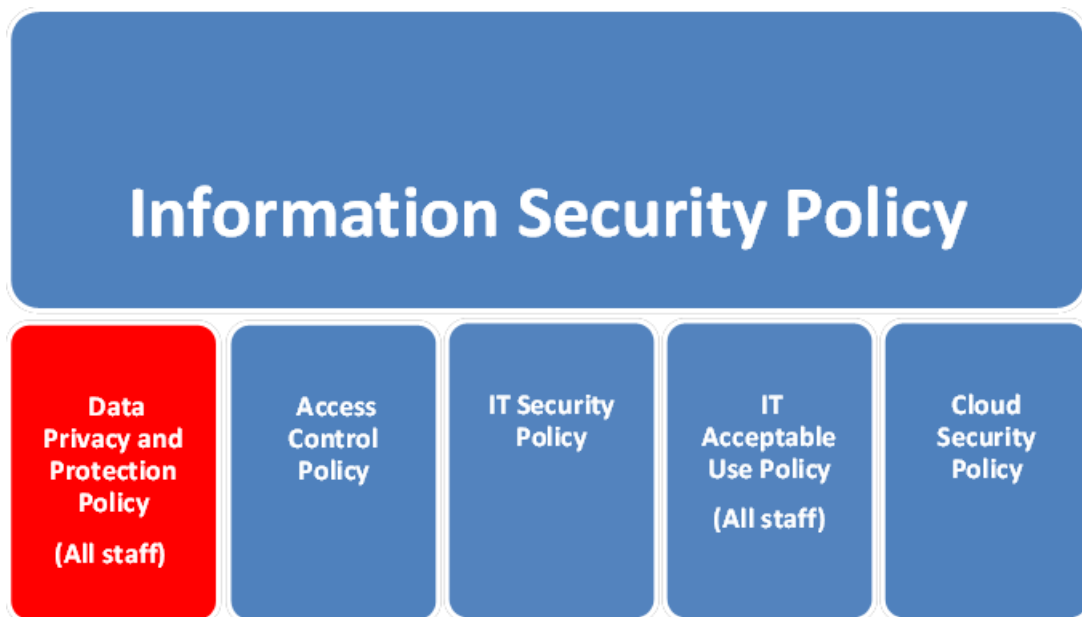 Information Security Policy
Data
Privacy and
Protection
Policy
(All staff)
Access
Control
Policy
IT Security
Policy
IT
Acceptable
Use Policy
(All staff)
Cloud
Security
Policy